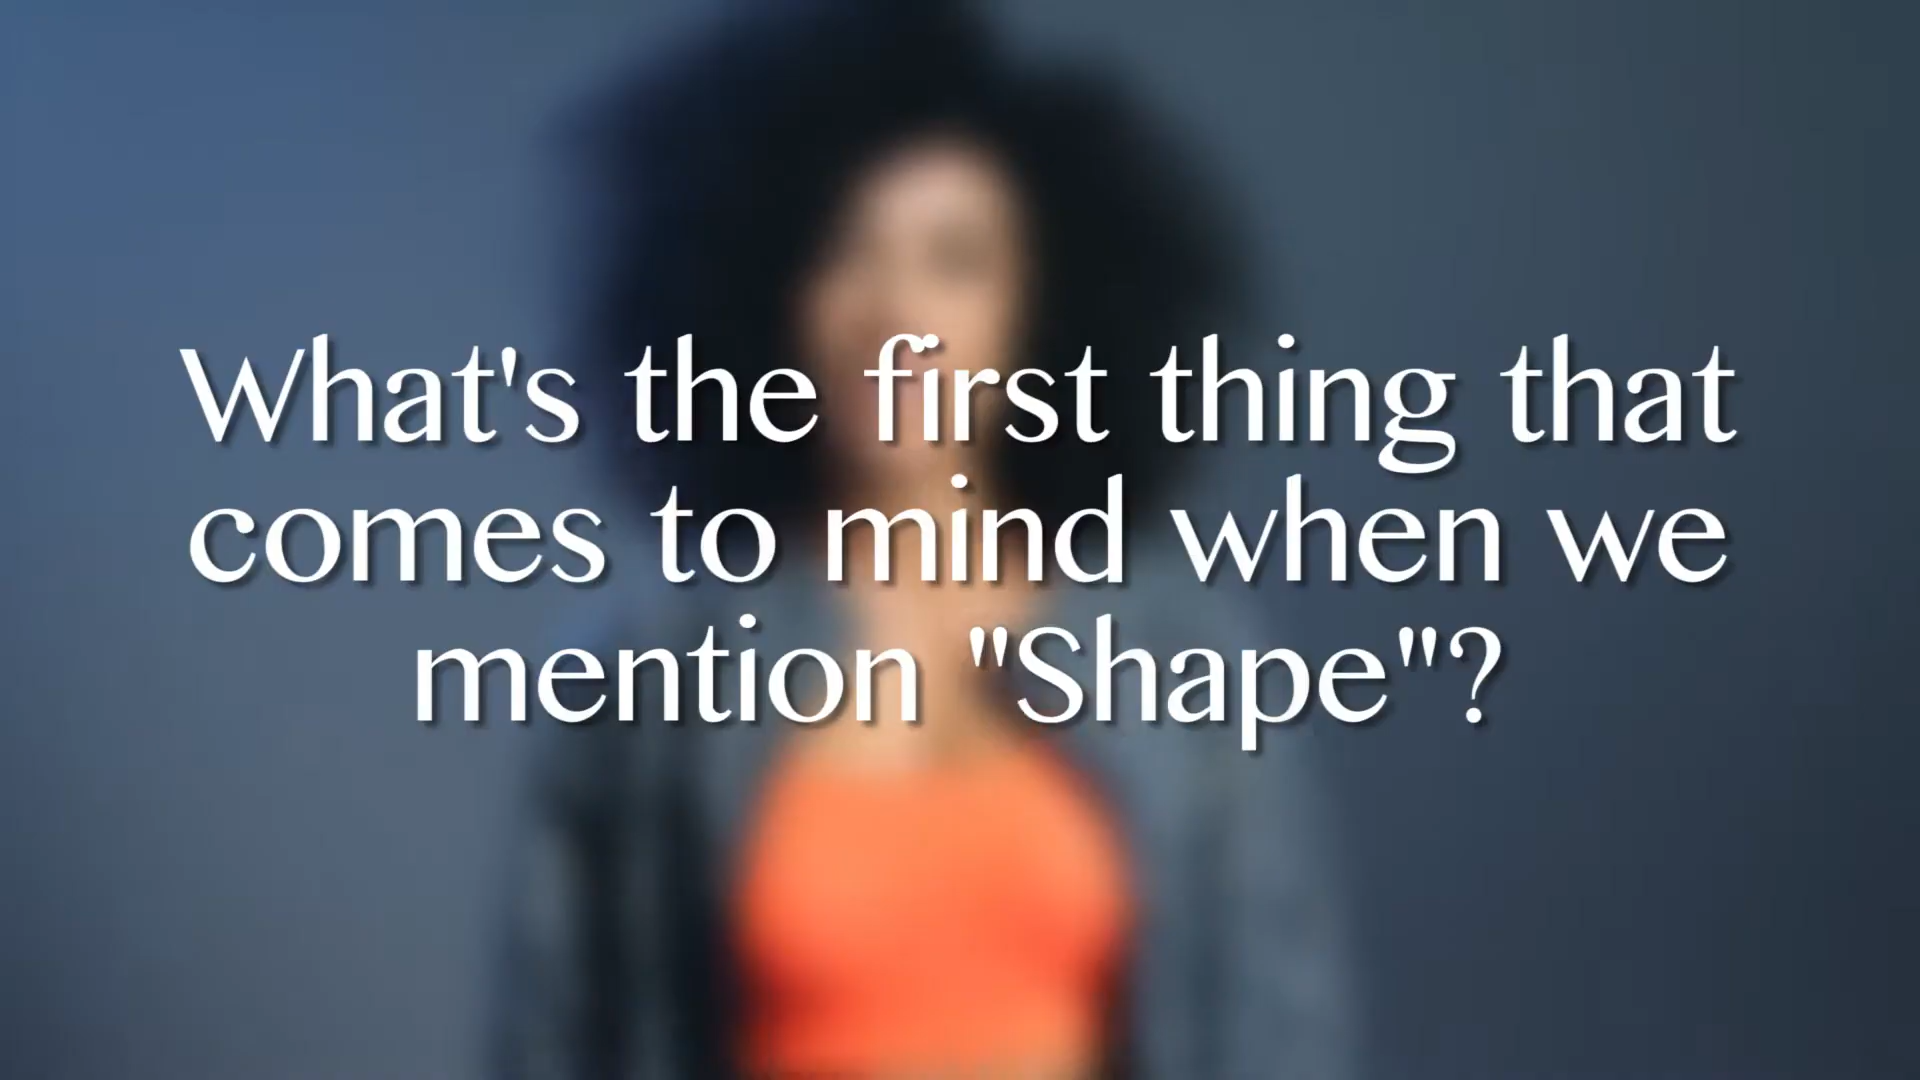 What's the first thing that
comes to mind when we
mention "Shape"?